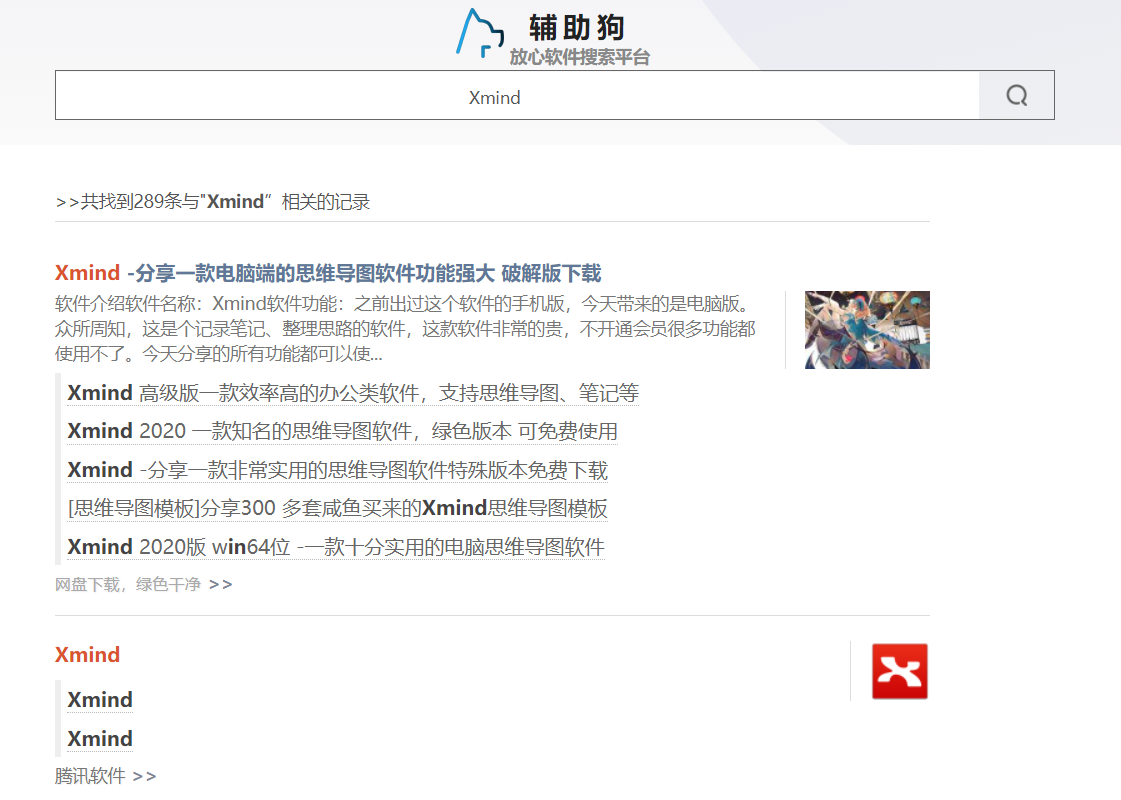 辅助狗
放心软件搜索平台
Xmind
>>共找到289条与"Xmind” 相关的记录
Xmind -分享一款电脑端的思维导图软件功能强大 破解版下载
软件介绍软件名称：Xmind软件功能：之前出过这个软件的手机版，今天带来的是电脑版。
众所周知，这是个记录笔记、整理思路的软件，这款软件非常的贵，不开通会员很多功能都
使用不了。今天分享的所有功能都可以使...
Xmind 高级版一款效率高的办公类软件，支持思维导图、笔记等
Xmind 2020 一款知名的思维导图软件，绿色版本 可免费使用
Xmind -分享一款非常实用的思维导图软件特殊版本免费下载
[思维导图模板]分享300 多套咸鱼买来的Xmind思维导图模板
Xmind 2020版 win64位 -一款十分实用的电脑思维导图软件
网盘下载，绿色干净 >>
Xmind
Xmind
Xmind
腾讯软件 >>